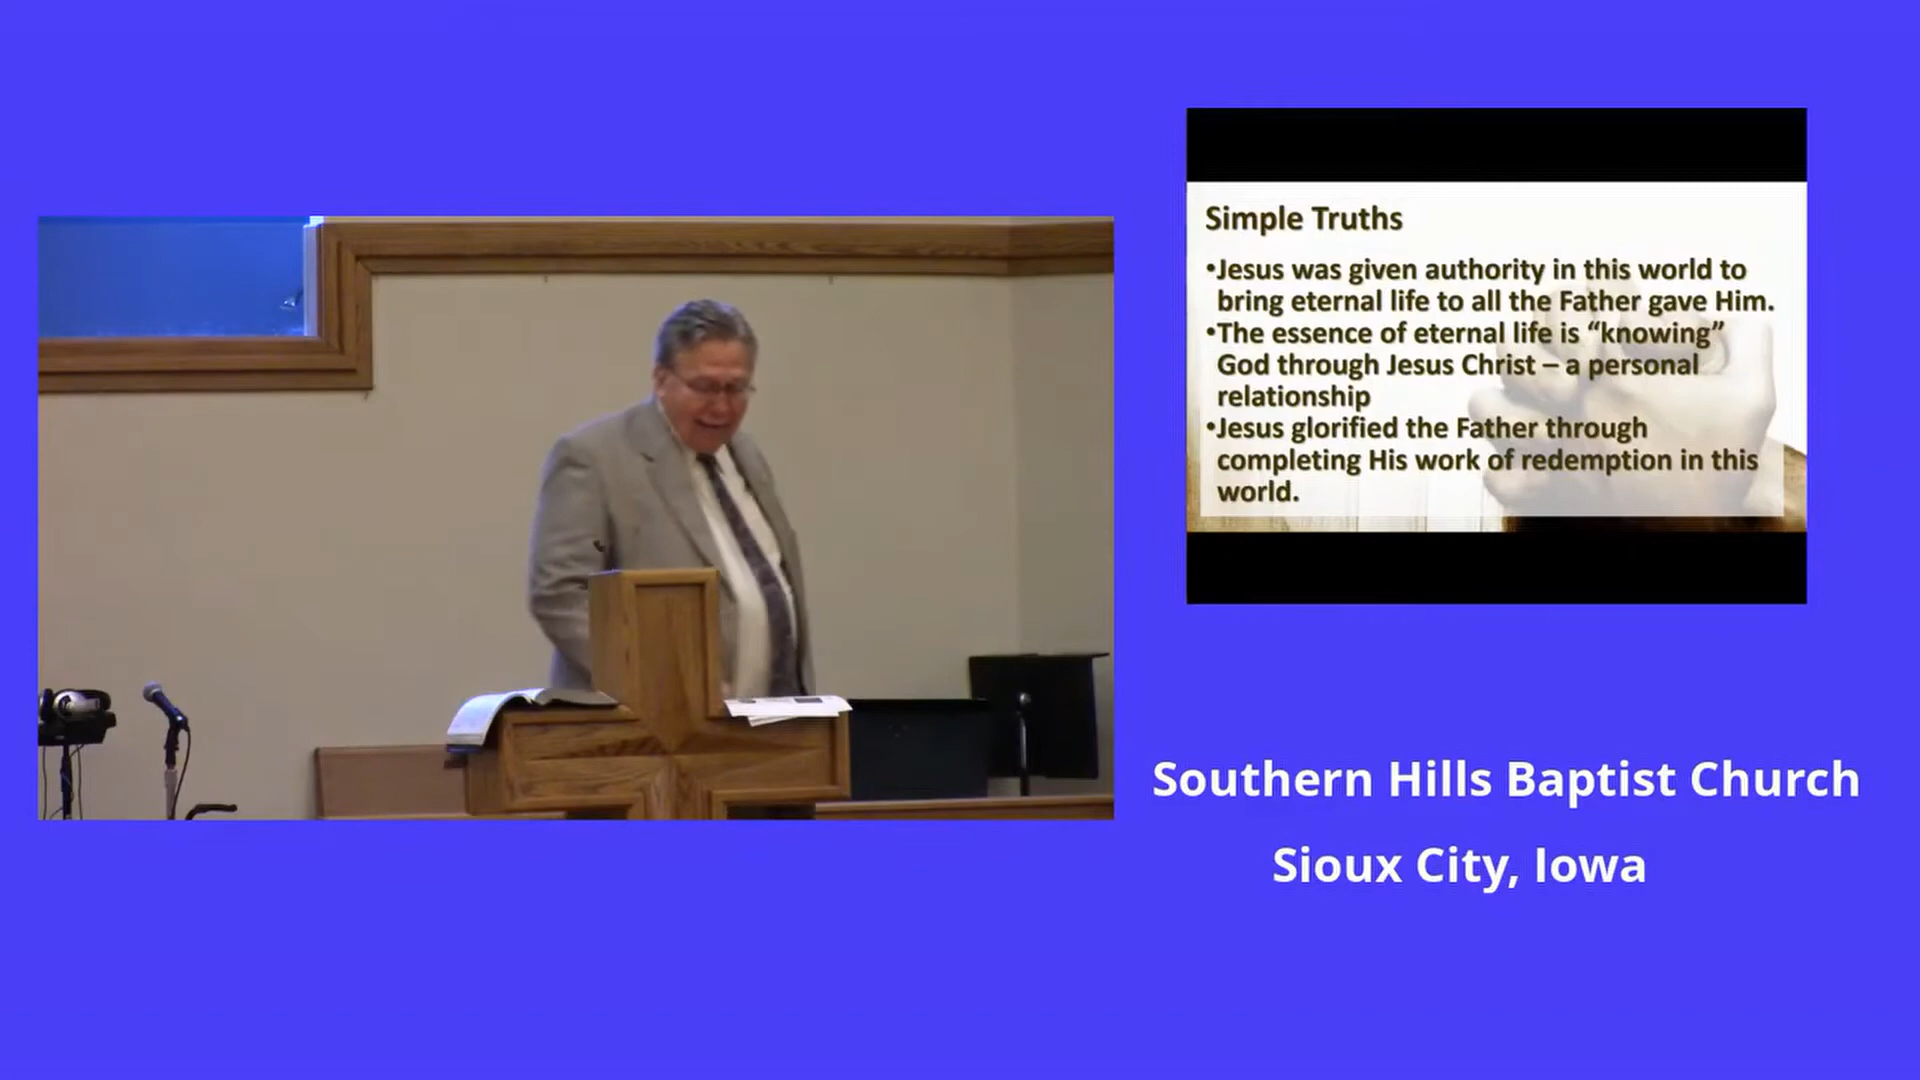 Simple Truths
•Jesus was given authority in this world to
bring eternal life to all the Father gave Him.
•The essence of eternal life is “knowing”
God through Jesus Christ – a personal
relationship
•Jesus glorified the Father through
completing His work of redemption in this
world.
Southern Hills Baptist Church
Sioux City, Iowa